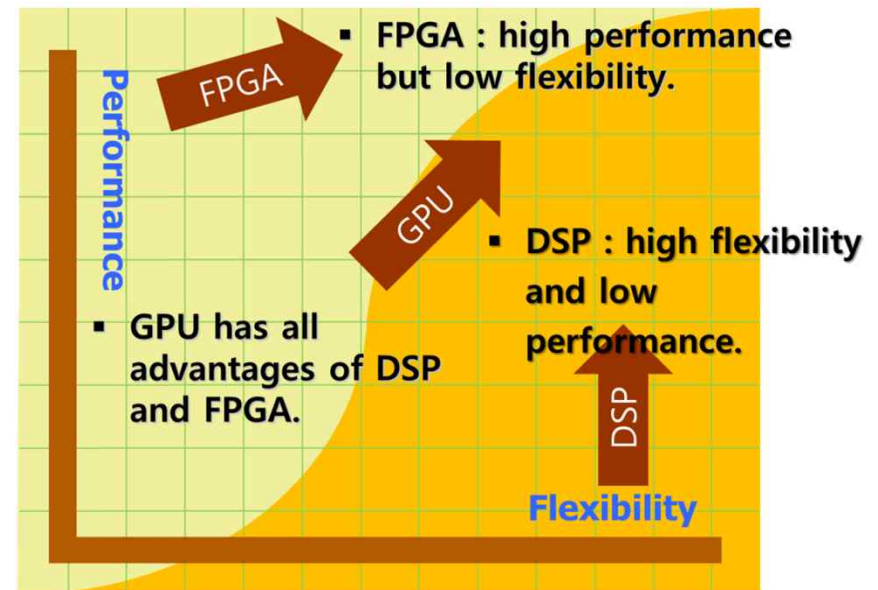 Performance
FPGA
▪ FPGA : high performance
but low flexibility.
GPU
▪ DSP : high flexibility
and low
performance.
▪ GPU has all
advantages of DSP
and FPGA.
DSP
Flexibility